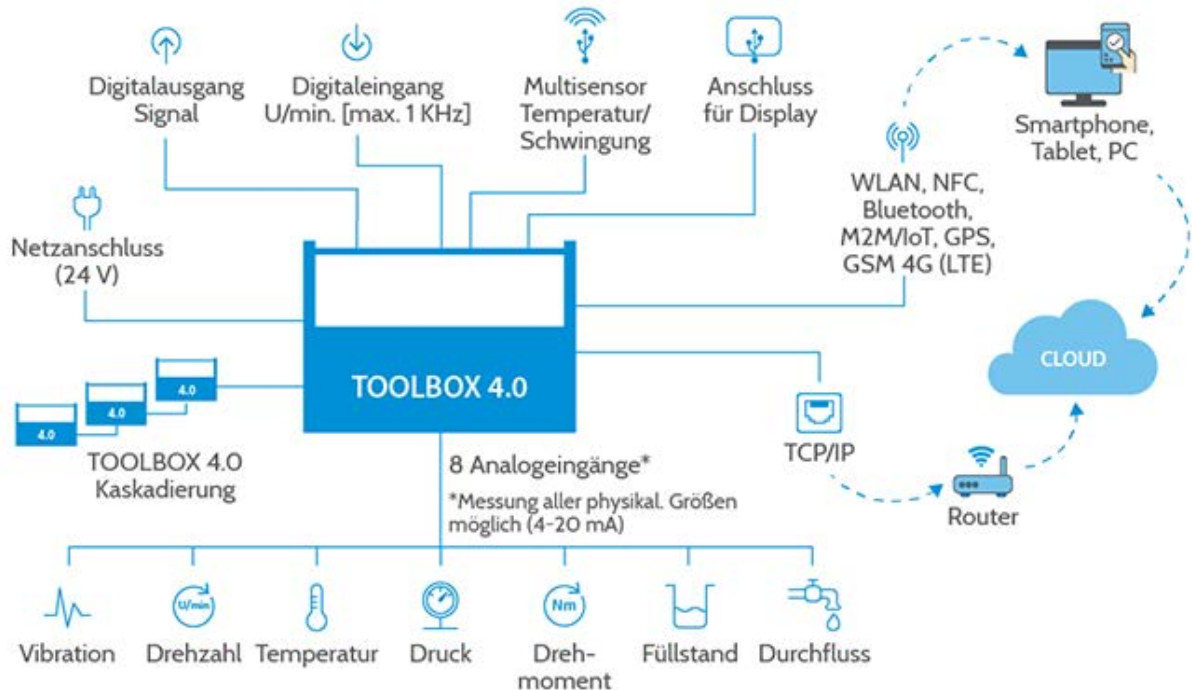 Digitalausgang
Signal
Digitaleingang
U/min. [max. 1 KHz]
Multisensor
Temperatur/
Schwingung
Anschluss
für Display
Smartphone,
Tablet, PC
WLAN, NFC,
Bluetooth,
M2M/IoT, GPS,
GSM 4G (LTE)
Netzanschluss
(24 V)
CLOUD
TOOLBOX 4.0
4.0
4.0
4.0
TOOLBOX 4.0
Kaskadierung
TCP/IP
Router
8 Analogeingänge*
*Messung aller physikal. Größen
möglich (4-20 mA)
U/min
Nm
Vibration
Drehzahl
Temperatur
Druck
Dreh-
moment
Füllstand
Durchfluss